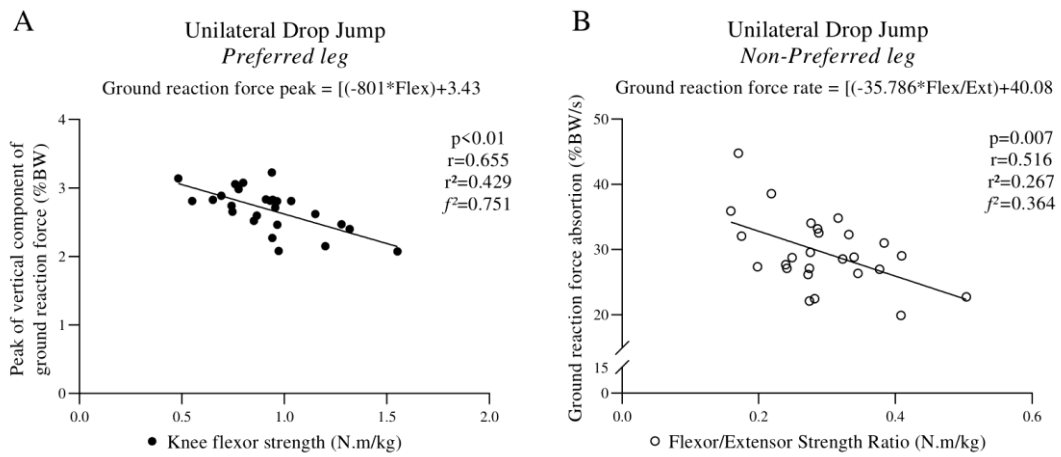 A
Unilateral Drop Jump
Preferred leg
Ground reaction force peak = [(-801*Flex)+3.43
Peak of vertical component of
ground reaction force (%BW)
4
3
2
1
0
p<0.01
r=0.655
r²=0.429
f²=0.751
0.0 0.5 1.0 1.5 2.0
Knee flexor strength (N.m/kg)
B
Unilateral Drop Jump
Non-Preferred leg
Ground reaction force rate = [(-35.786*Flex/Ext)+40.08
Ground reaction force absortion (%BW/s)
50
40
30
20
15
0
p=0.007
r=0.516
r²=0.267
f²=0.364
0.0 0.2 0.4 0.6
Flexor/Extensor Strength Ratio (N.m/kg)